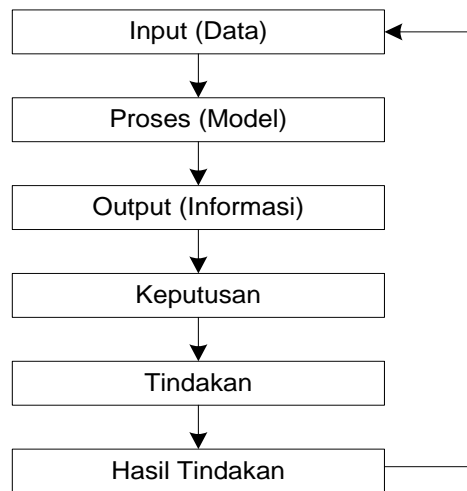 Input (Data)
Proses (Model)
Output (Informasi)
Keputusan
Tindakan
Hasil Tindakan